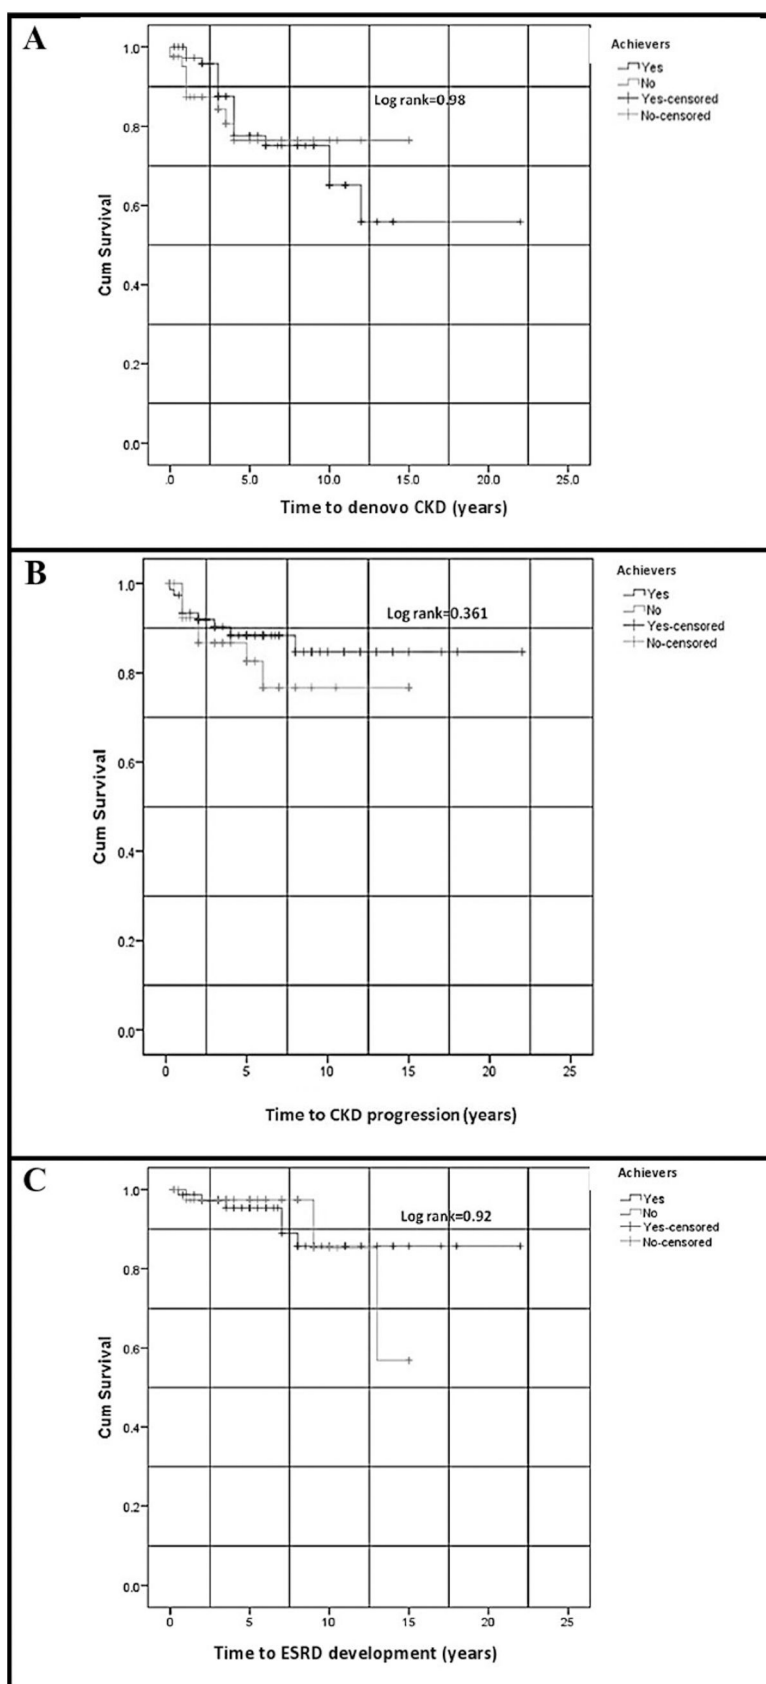 A
Achievers
Yes
No
Yes-censored
No-censored
Log rank=0.98
Cum Survival
1.0
0.8
0.6
0.4
0.2
0.0
.0 5.0 10.0 15.0 20.0 25.0
Time to denovo CKD (years)
B
Achievers
Yes
No
Yes-censored
No-censored
Log rank=0.361
Cum Survival
1.0
0.8
0.6
0.4
0.2
0.0
0 5 10 15 20 25
Time to CKD progression (years)
C
Achievers
Yes
No
Yes-censored
No-censored
Log rank=0.92
Cum Survival
1.0
0.8
0.6
0.4
0.2
0.0
0 5 10 15 20 25
Time to ESRD development (years)